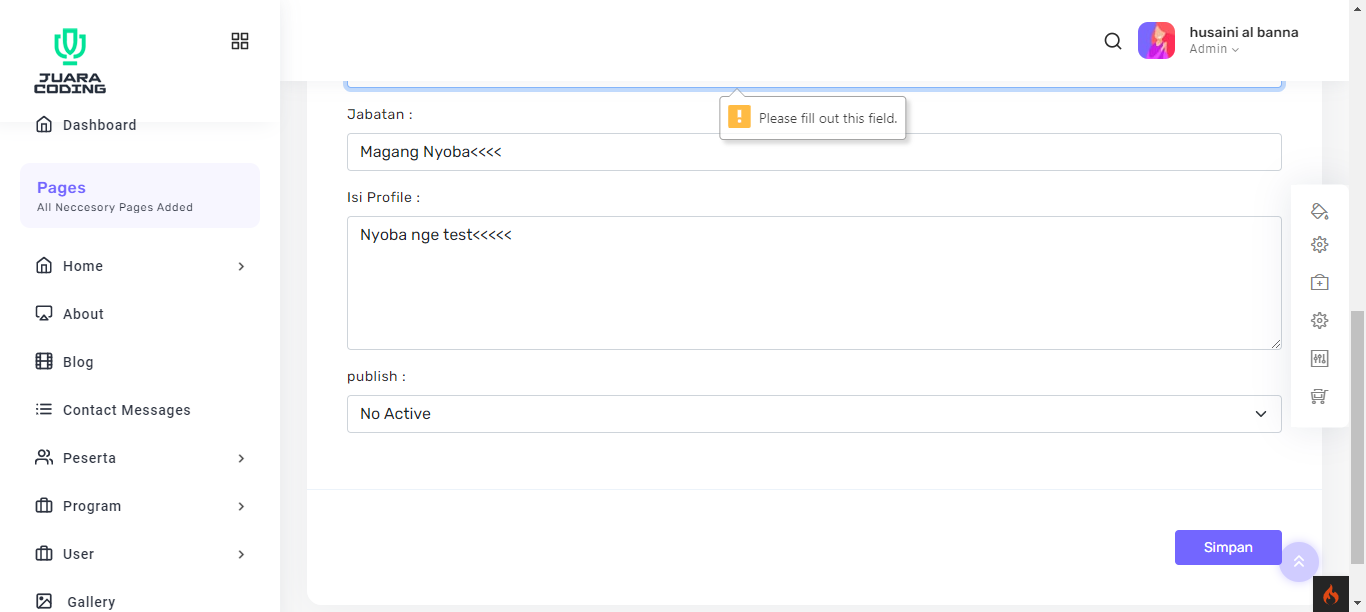 JUARA
CODING
husaini al banna
Admin
Dashboard
Pages
All Neccesory Pages Added
Home
About
Blog
Contact Messages
Peserta
Program
User
Gallery
Please fill out this field.
Jabatan :
Magang Nyoba<<<<
Isi Profile :
Nyoba nge test<<<<<
publish :
No Active
Simpan